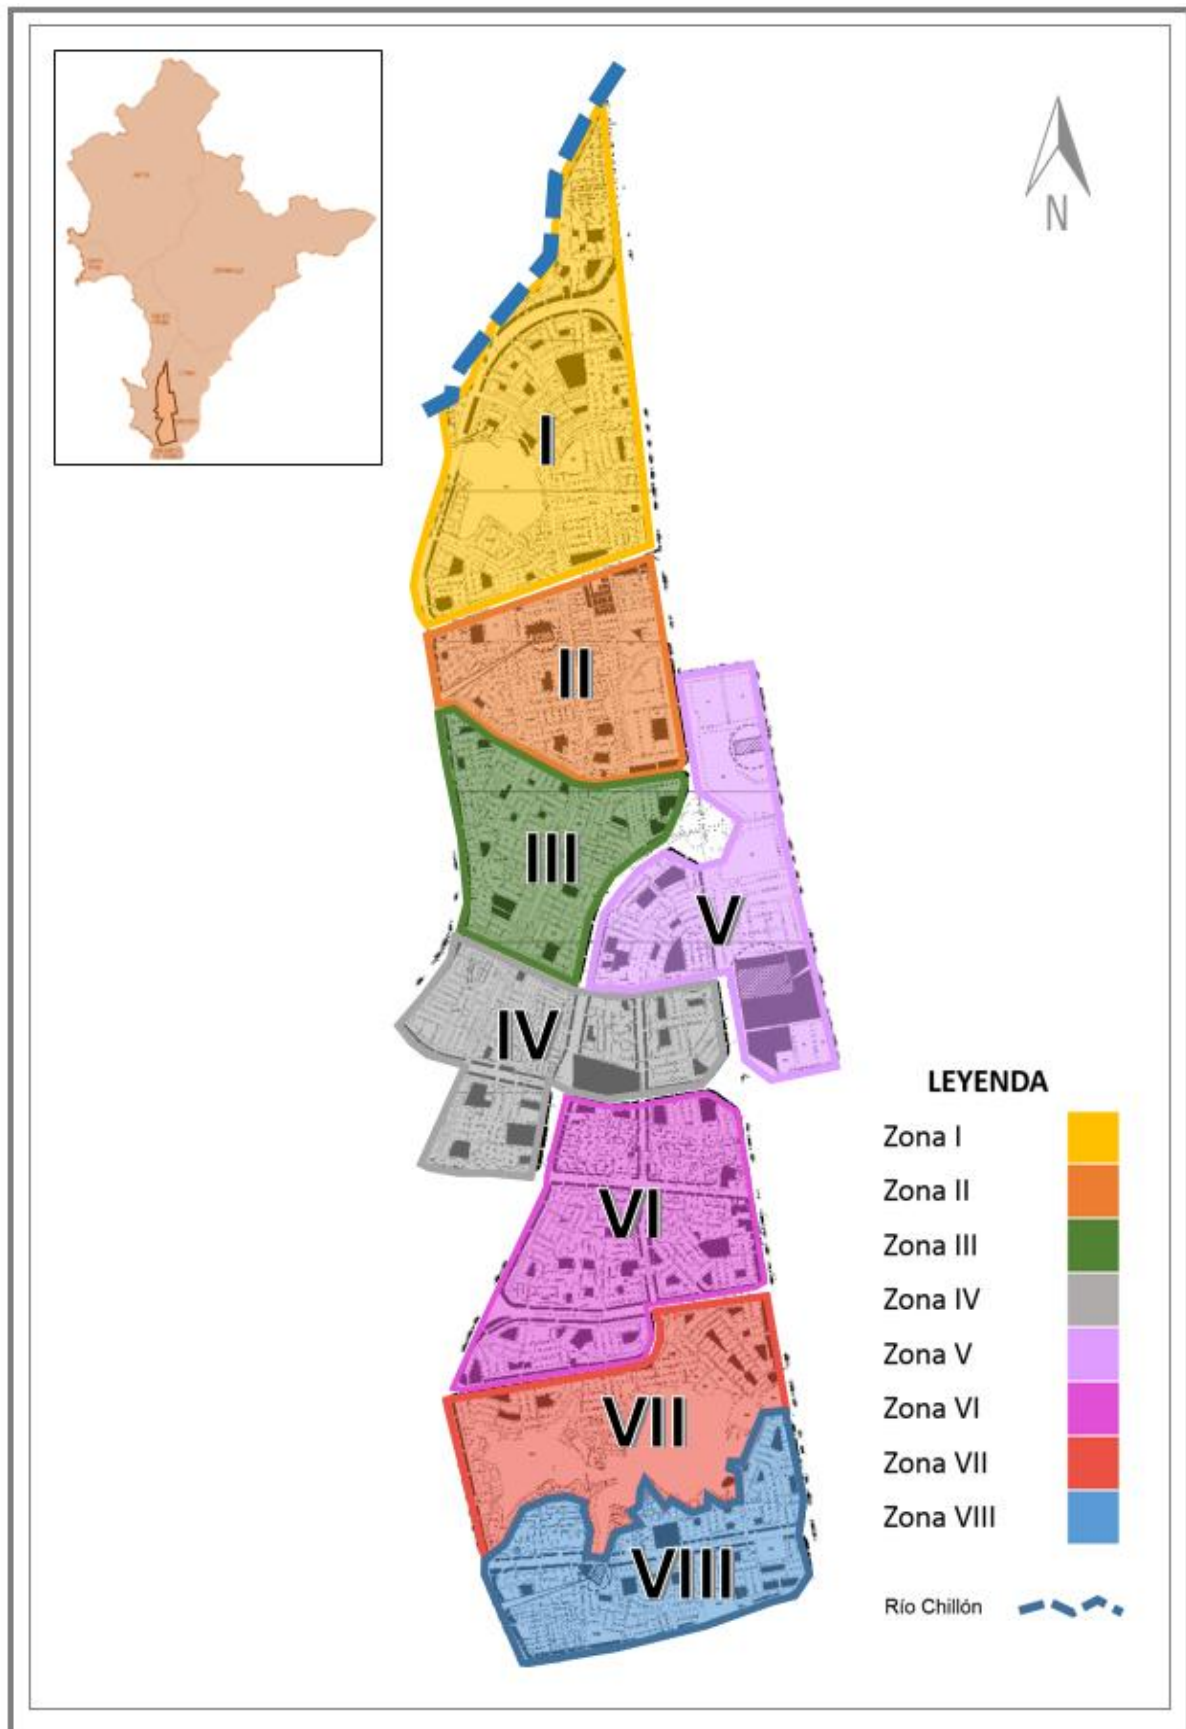 N
I
II
III
V
IV
VI
VII
VIII
LEYENDA
Zona I
Zona II
Zona III
Zona IV
Zona V
Zona VI
Zona VII
Zona VIII
Río Chillón